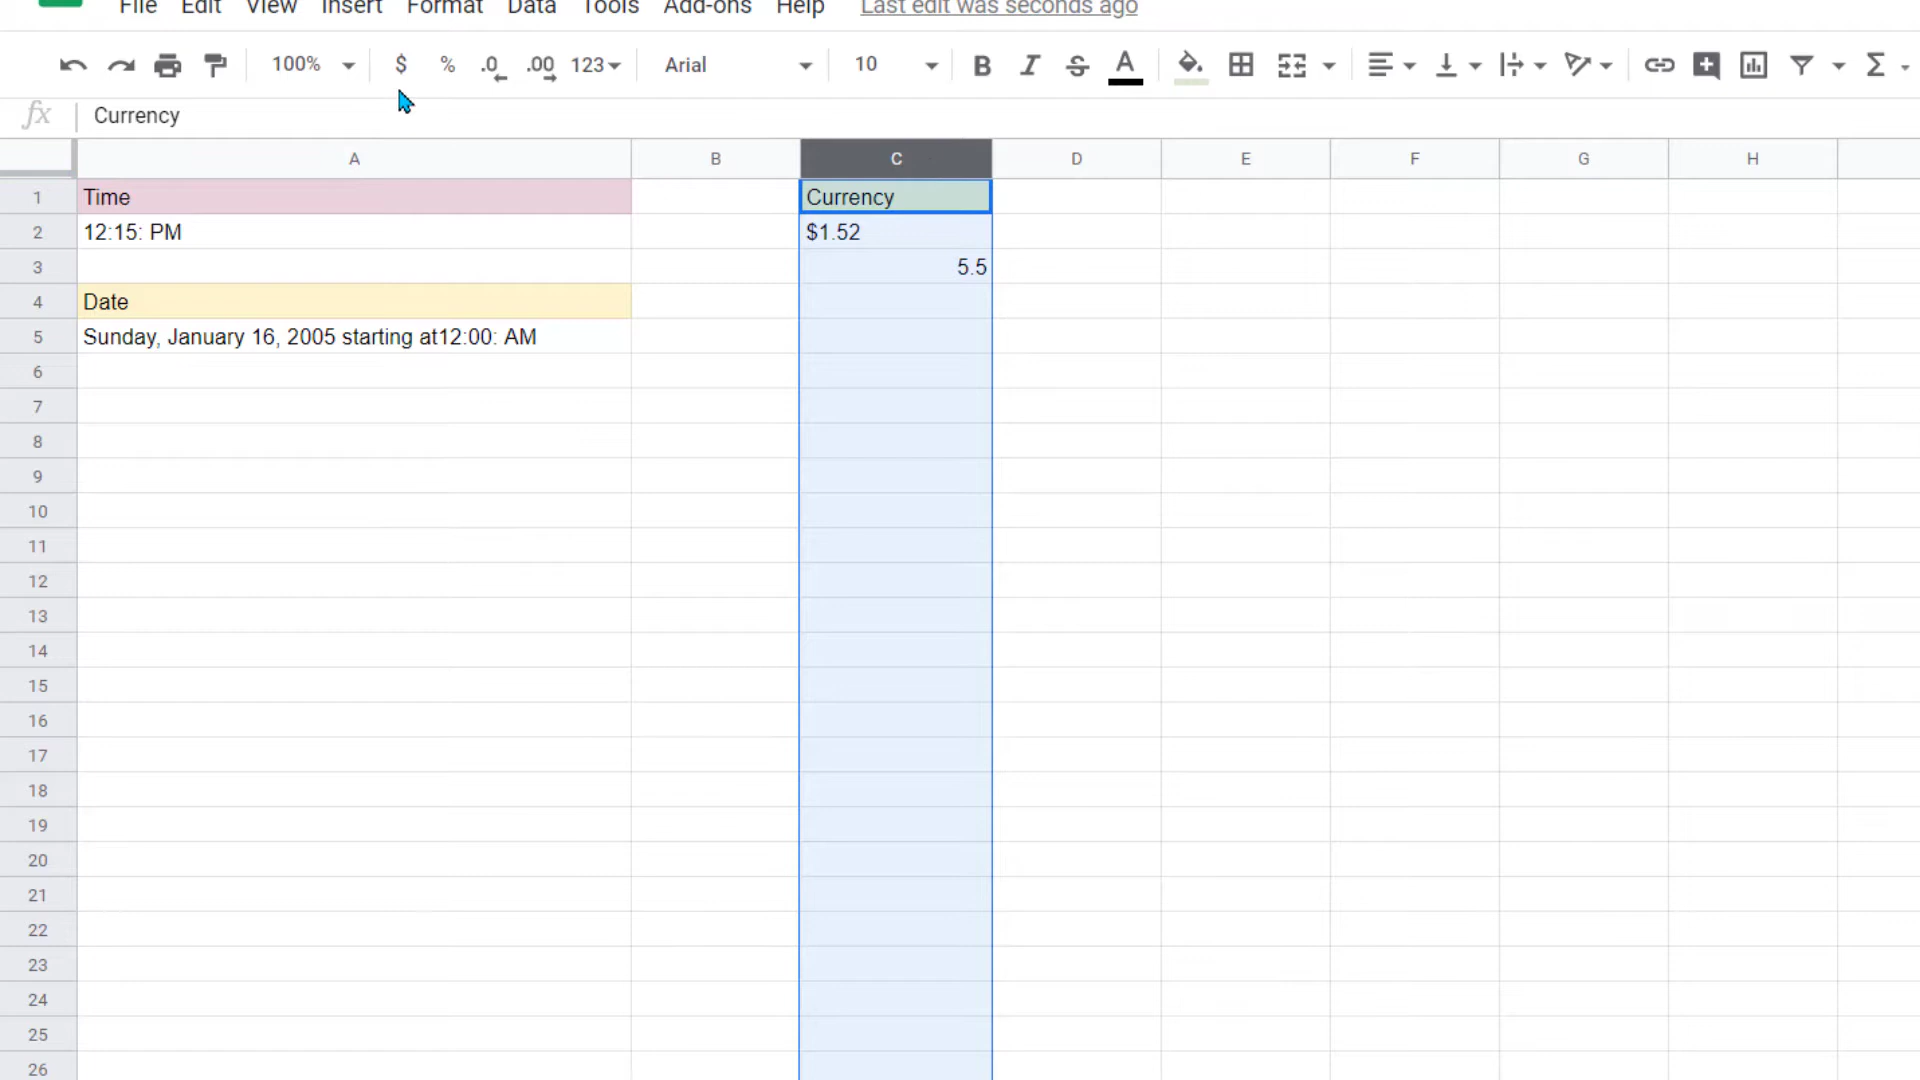 File Edit View Insert Format Data Tools Add-ons Help Last edit was seconds ago
100% $ % .0 .00 123 Arial 10 B I S A Σ
fx Currency
A B C D E F G H
1 Time Currency
2 12:15: PM $1.52
3 5.5
4 Date
5 Sunday, January 16, 2005 starting at12:00: AM
6
7
8
9
10
11
12
13
14
15
16
17
18
19
20
21
22
23
24
25
26